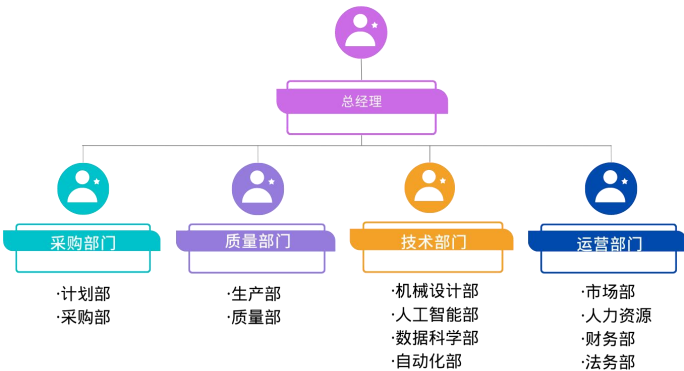 总经理
采购部门
质量部门
技术部门
运营部门
·计划部
·采购部
·生产部
·质量部
·机械设计部
·人工智能部
·数据科学部
·自动化部
·市场部
·人力资源
·财务部
·法务部